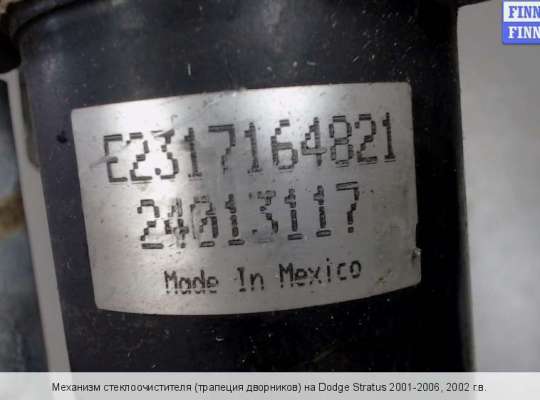 FINN
FINN
E2317164821
24013117
Made In Mexico
Механизм стеклоочистителя (трапеция дворников) на Dodge Stratus 2001-2006, 2002 г.в.